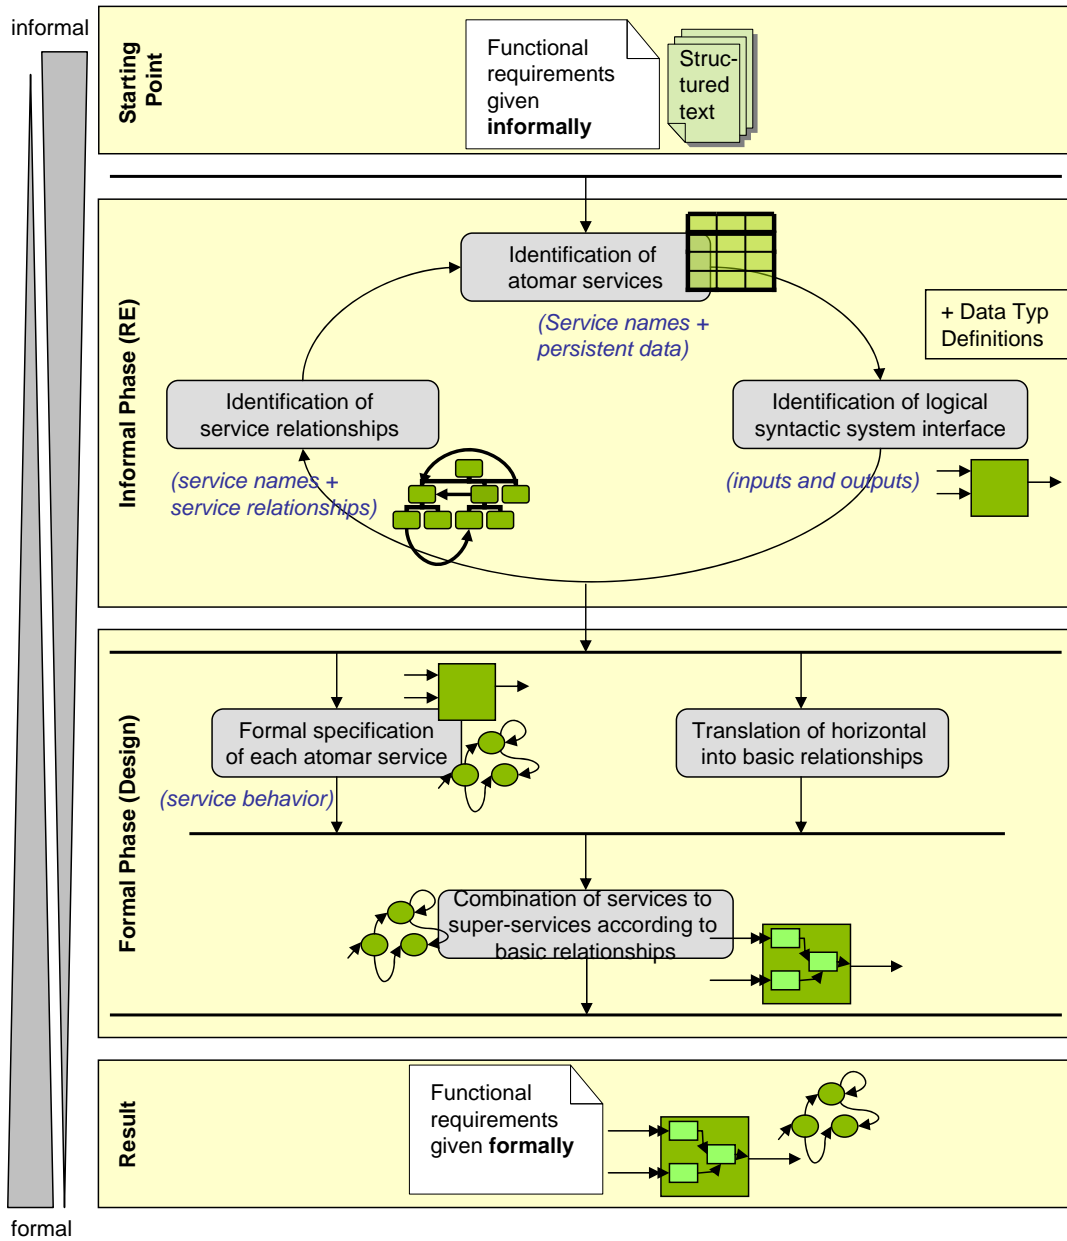 informal
Starting
Point
Functional
requirements
given
informally
Struc-
tured
text
Informal Phase (RE)
Identification of
atomar services
(Service names +
persistent data)
+ Data Typ
Definitions
Identification of
service relationships
(service names +
service relationships)
Identification of logical
syntactic system interface
(inputs and outputs)
Formal Phase (Design)
Formal specification
of each atomar service
(service behavior)
Translation of horizontal
into basic relationships
Combination of services to
super-services according to
basic relationships
Result
Functional
requirements
given formally
formal